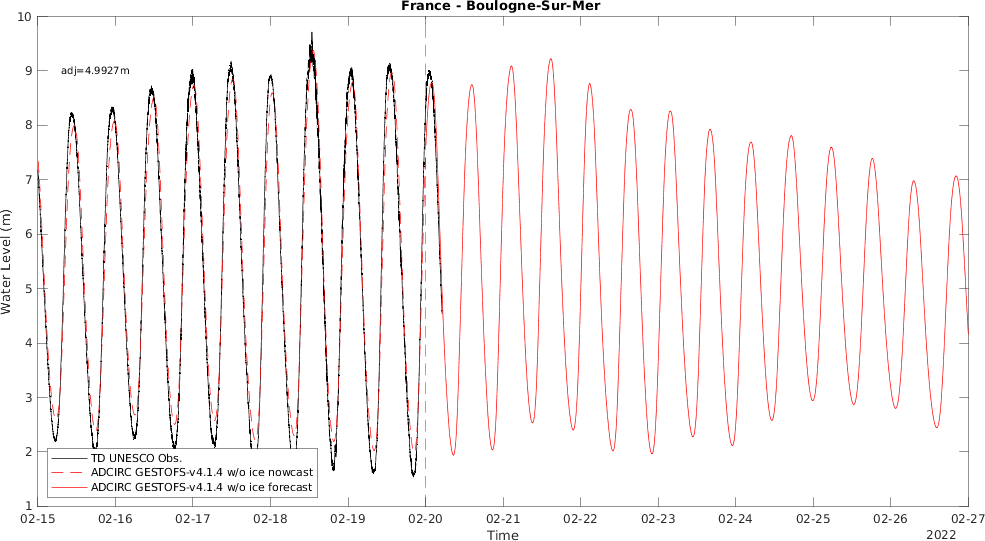 France - Boulogne-Sur-Mer
adj=4.9927m
10
9
8
7
6
5
4
3
2
1
Water Level (m)
TD UNESCO Obs.
ADCIRC GESTOFS-v4.1.4 w/o ice nowcast
ADCIRC GESTOFS-v4.1.4 w/o ice forecast
02-15 02-16 02-17 02-18 02-19 02-20 02-21 02-22 02-23 02-24 02-25 02-26 02-27
Time
2022